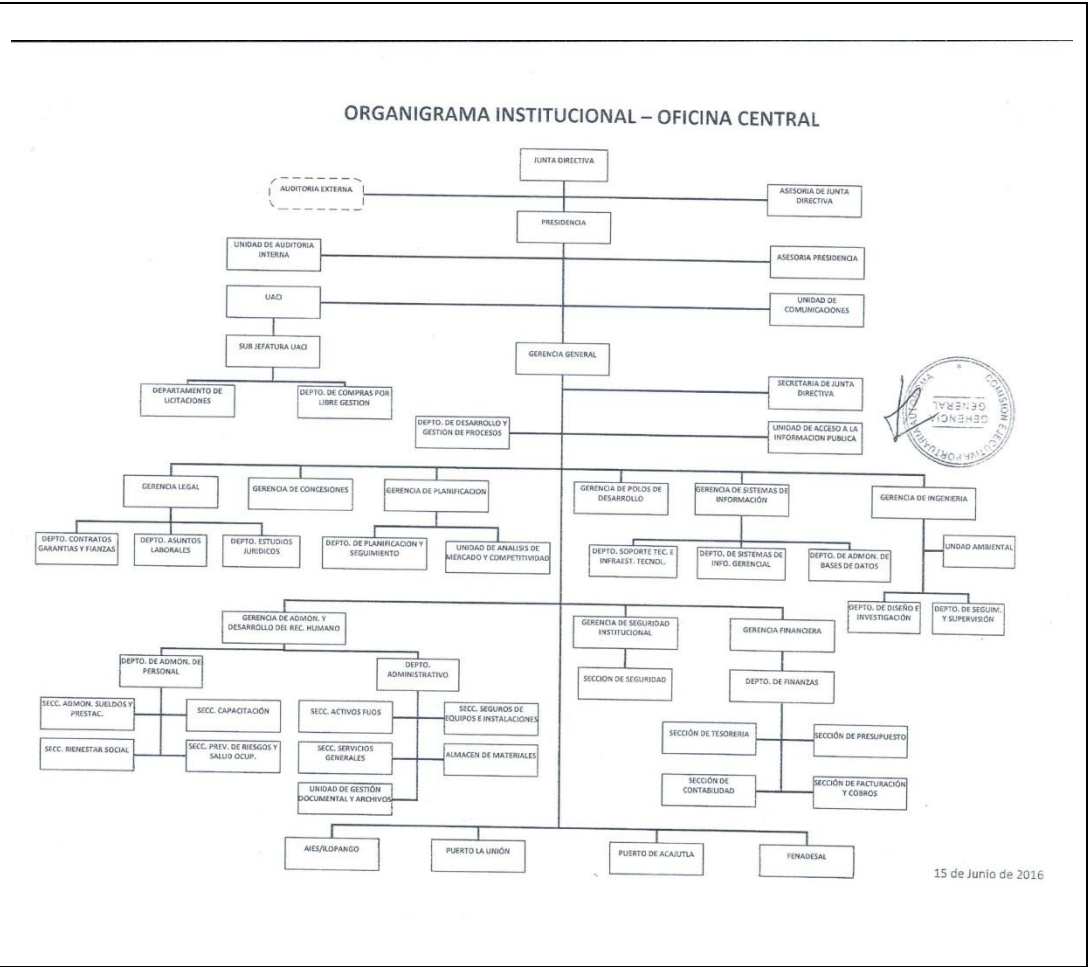 ORGANIGRAMA INSTITUCIONAL – OFICINA CENTRAL
JUNTA DIRECTIVA
AUDITORIA EXTERNA
ASESORIA DE JUNTA
DIRECTIVA
PRESIDENCIA
UNIDAD DE AUDITORIA
INTERNA
ASESORIA PRESIDENCIA
UACI
UNIDAD DE
COMUNICACIONES
SUB JEFATURA UACI
GERENCIA GENERAL
DEPARTAMENTO DE
LICITACIONES
DEPTO. DE COMPRAS POR
LIBRE GESTION
SECRETARIA DE JUNTA
DIRECTIVA
DEPTO. DE DESARROLLO Y
GESTION DE PROCESOS
UNIDAD DE ACCESO A LA
INFORMACION PUBLICA
COMISION EJECUTIVA PORTUARIA AUTONOMA
GERENCIA
GENERAL
GERENCIA LEGAL
GERENCIA DE CONCESIONES
GERENCIA DE PLANIFICACION
GERENCIA DE POLOS DE
DESARROLLO
GERENCIA DE SISTEMAS DE
INFORMACIÓN
GERENCIA DE INGENIERIA
DEPTO. CONTRATOS
GARANTIAS Y FIANZAS
DEPTO. ASUNTOS
LABORALES
DEPTO. ESTUDIOS
JURIDICOS
DEPTO. DE PLANIFICACION Y
SEGUIMIENTO
UNIDAD DE ANALISIS DE
MERCADO Y COMPETITIVIDAD
DEPTO. SOPORTE TEC. E
INFRAEST. TECNOL.
DEPTO. DE SISTEMAS DE
INFO. GERENCIAL
DEPTO. DE ADMON. DE
BASES DE DATOS
UNDAD AMBIENTAL
DEPTO. DE DISEÑO E
INVESTIGACIÓN
DEPTO. DE SEGUIM.
Y SUPERVISIÓN
GERENCIA DE ADMON. Y
DESARROLLO DEL REC. HUMANO
GERENCIA DE SEGURIDAD
INSTITUCIONAL
GERENCIA FINANCIERA
DEPTO. DE ADMON. DE
PERSONAL
DEPTO.
ADMINISTRATIVO
SECCION DE SEGURIDAD
DEPTO. DE FINANZAS
SECC. ADMON. SUELDOS Y
PRESTAC.
SECC. CAPACITACIÓN
SECC. ACTIVOS FIJOS
SECC. SEGUROS DE
EQUIPOS E INSTALACIONES
SECCIÓN DE TESORERIA
SECCIÓN DE PRESUPUESTO
SECC. BIENESTAR SOCIAL
SECC. PREV. DE RIESGOS Y
SALUD OCUP.
SECC. SERVICIOS
GENERALES
ALMACEN DE MATERIALES
SECCIÓN DE
CONTABILIDAD
SECCIÓN DE FACTURACIÓN
Y COBROS
UNIDAD DE GESTIÓN
DOCUMENTAL Y ARCHIVOS
AIES/ILOPANGO
PUERTO LA UNIÓN
PUERTO DE ACAJUTLA
FENADESAL
15 de Junio de 2016